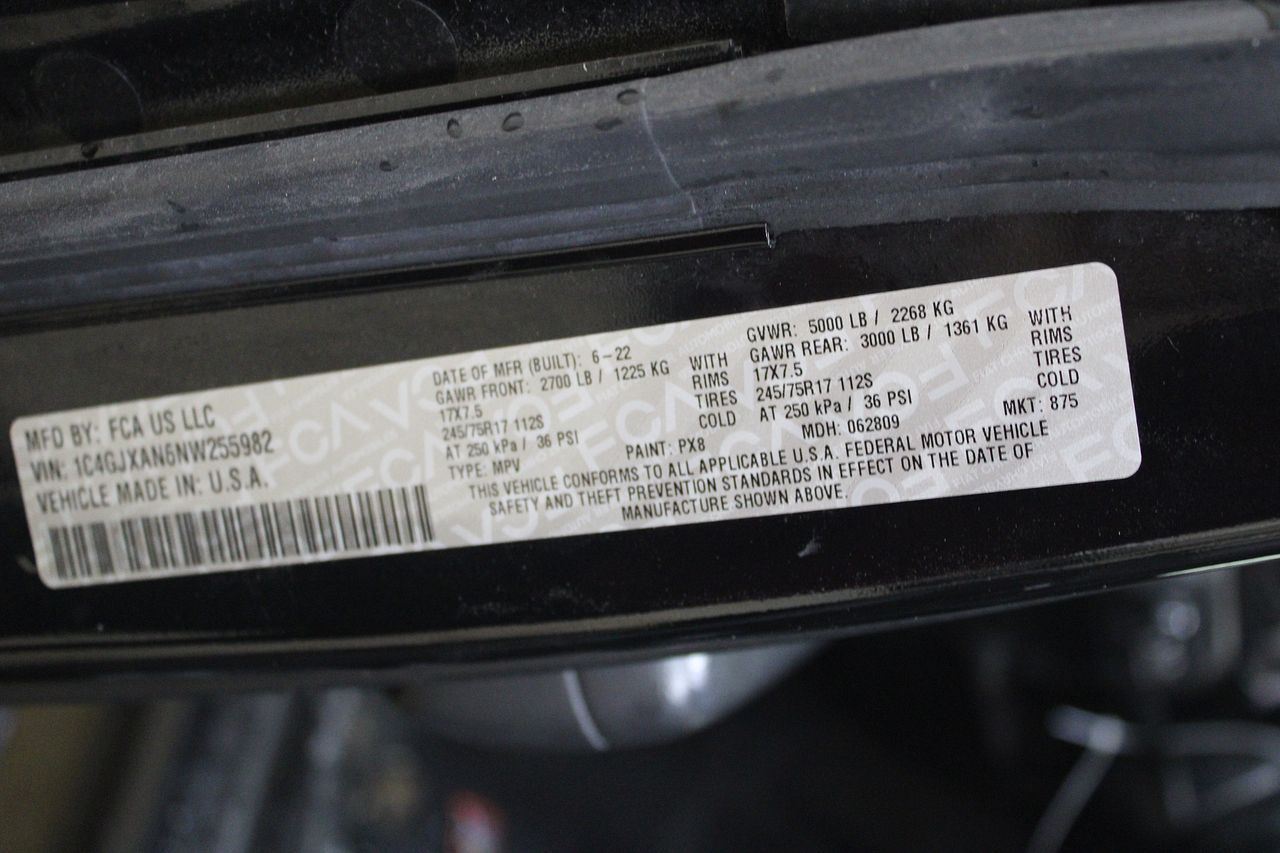 MFD BY: FCA US LLC
VIN: 1C4GJXAN6NW255982
VEHICLE MADE IN: U.S.A.
DATE OF MFR (BUILT): 6-22
GAWR FRONT: 2700 LB / 1225 KG WITH
17X7.5 RIMS
245/75R17 112S TIRES
AT 250 kPa / 36 PSI COLD
TYPE: MPV PAINT: PX8
GVWR: 5000 LB / 2268 KG
GAWR REAR: 3000 LB / 1361 KG WITH
17X7.5 RIMS
245/75R17 112S TIRES
AT 250 kPa / 36 PSI COLD
MDH: 062809 MKT: 875
THIS VEHICLE CONFORMS TO ALL APPLICABLE U.S.A. FEDERAL MOTOR VEHICLE
SAFETY AND THEFT PREVENTION STANDARDS IN EFFECT ON THE DATE OF
MANUFACTURE SHOWN ABOVE.